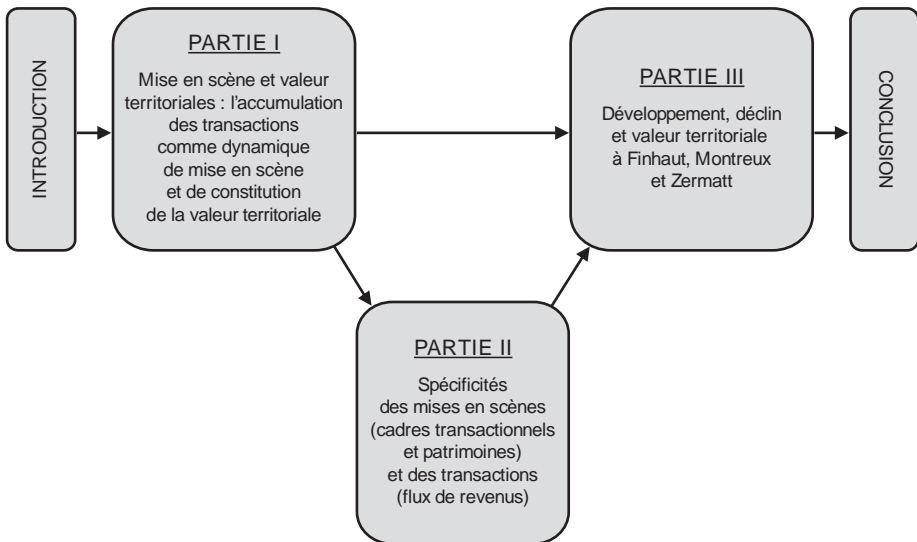 INTRODUCTION
PARTIE I
Mise en scène et valeur
territoriales : l’accumulation
des transactions
comme dynamique
de mise en scène
et de constitution
de la valeur territoriale
PARTIE II
Spécificités
des mises en scènes
(cadres transactionnels
et patrimoines)
et des transactions
(flux de revenus)
PARTIE III
Développement, déclin
et valeur territoriale
à Finhaut, Montreux
et Zermatt
CONCLUSION